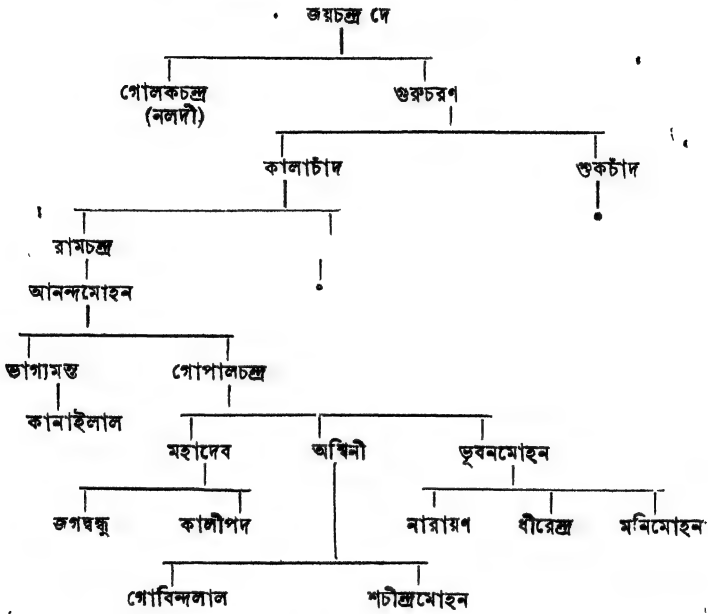 জয়চন্দ্র দে
গোলকচন্দ্র গুরুচরণ
(নলদী)
কালাচাঁদ শুকচাঁদ
রামচন্দ্র
আনন্দমোহন
ভাগ্যমন্ত গোপালচন্দ্র
কানাইলাল
মহাদেব অশ্বিনী ভূবনমোহন
জগদ্বন্ধু কালীপদ নারায়ণ ধীরেন্দ্র মনিমোহন
গোবিন্দলাল শচীন্দ্রমোহন